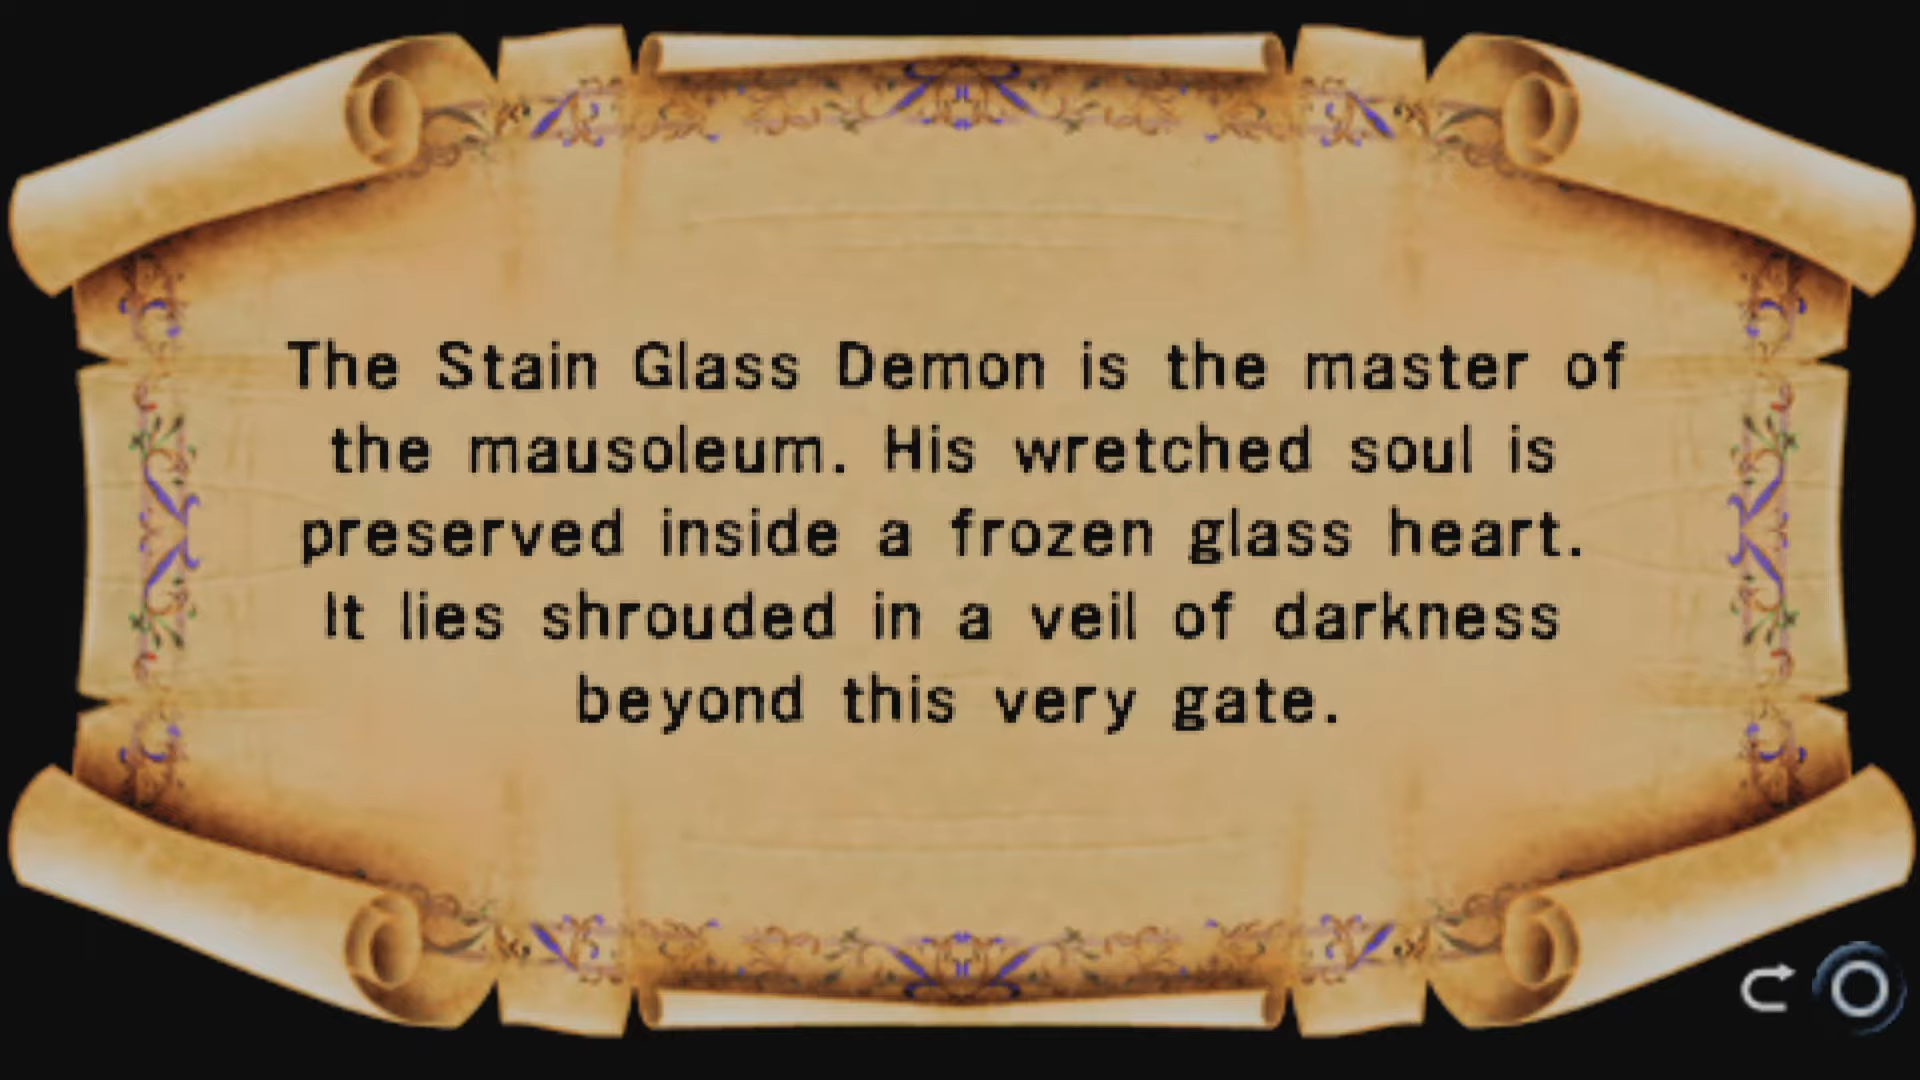 The Stain Glass Demon is the master of
the mausoleum. His wretched soul is
preserved inside a frozen glass heart.
It lies shrouded in a veil of darkness
beyond this very gate.